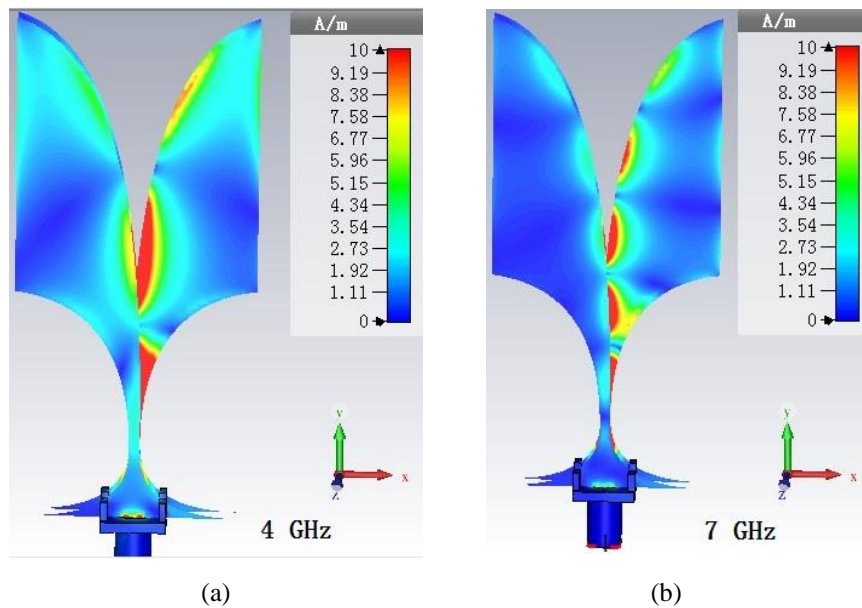 A/m
10
9.19
8.38
7.58
6.77
5.96
5.15
4.34
3.54
2.73
1.92
1.11
0
y
x
z
4 GHz
(a)
A/m
10
9.19
8.38
7.58
6.77
5.96
5.15
4.34
3.54
2.73
1.92
1.11
0
y
x
z
7 GHz
(b)